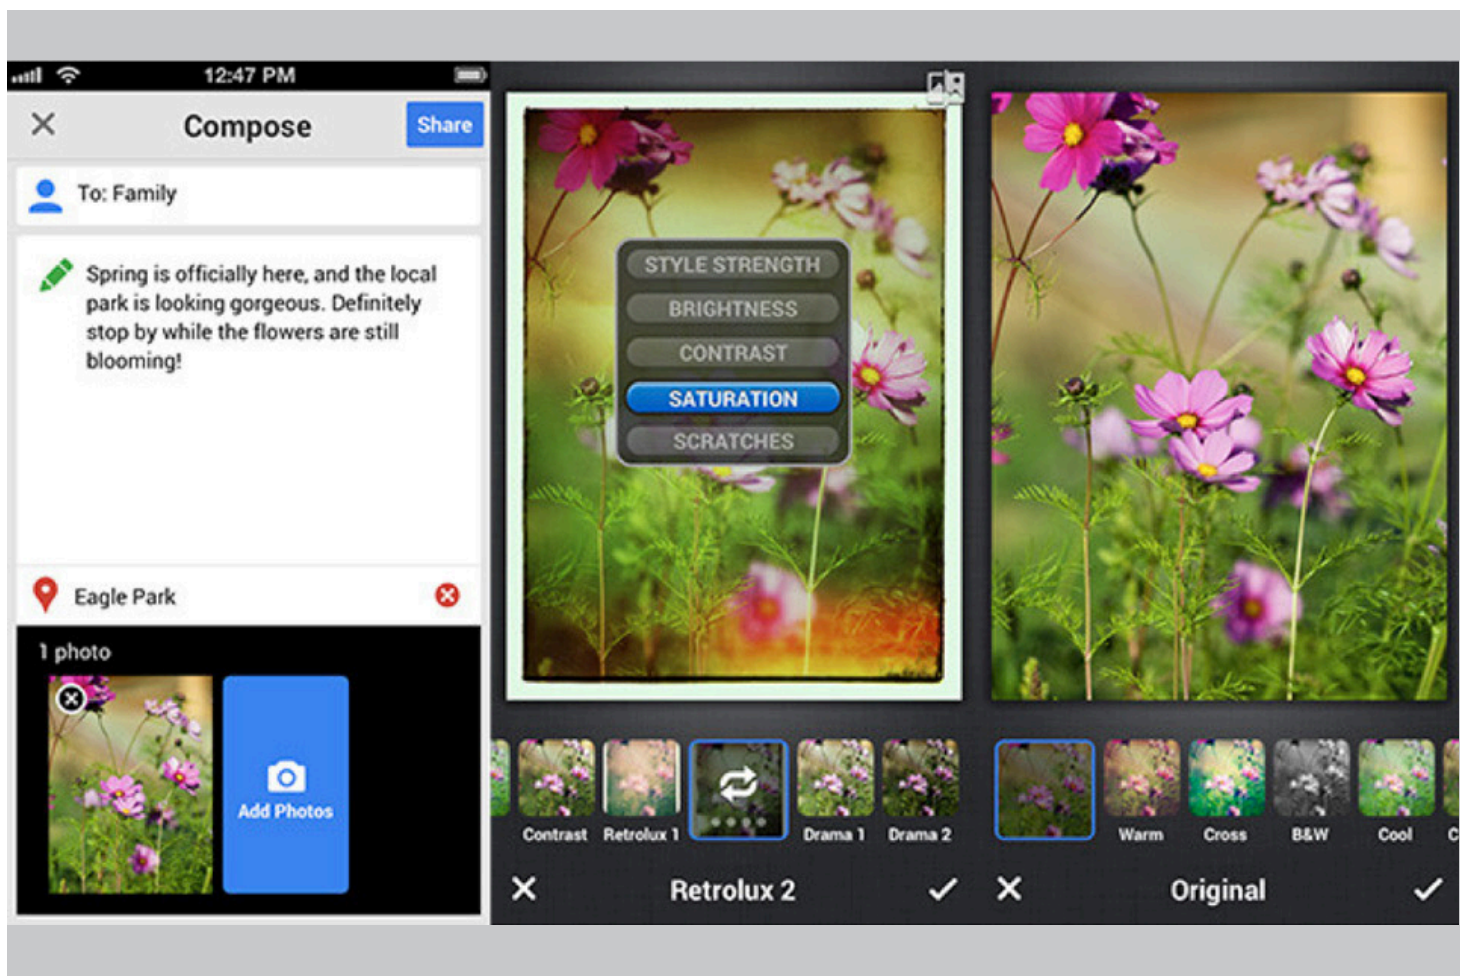 12:47 PM
Compose
Share
To: Family
Spring is officially here, and the local
park is looking gorgeous. Definitely
stop by while the flowers are still
blooming!
Eagle Park
1 photo
Add Photos
STYLE STRENGTH
BRIGHTNESS
CONTRAST
SATURATION
SCRATCHES
Contrast
Retrolux 1
Drama 1
Drama 2
Retrolux 2
Warm
Cross
B&W
Cool
C
Original